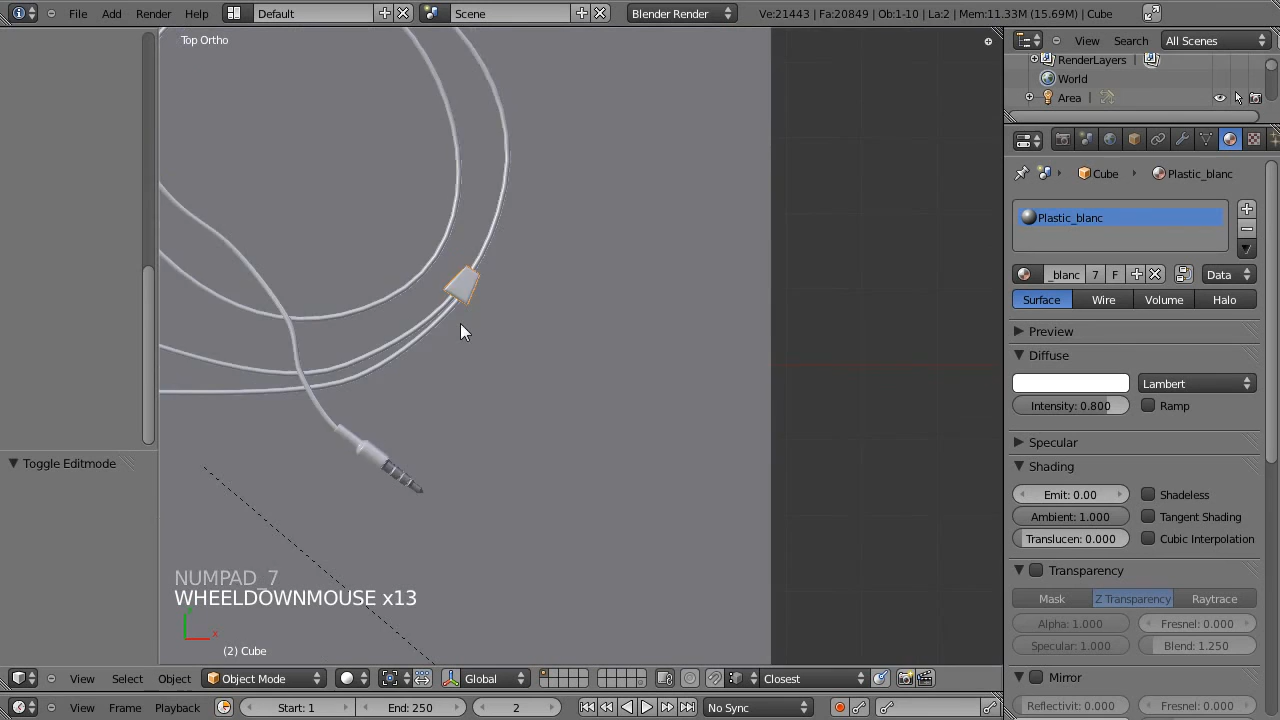 File Add Render Help Default Scene Blender Render Ve:21443 | Fa:20849 | Ob:1-10 | La:2 | Mem:11.33M (15.69M) | Cube
Top Ortho
View Search All Scenes
RenderLayers |
World
Area |
Cube Plastic_blanc
Plastic_blanc
_blanc 7 F Data
Surface Wire Volume Halo
Preview
Diffuse
Lambert
Intensity: 0.800 Ramp
Specular
Toggle Editmode
Shading
Emit: 0.00 Shadeless
Ambient: 1.000 Tangent Shading
Translucen: 0.000 Cubic Interpolation
Transparency
NUMPAD_7
WHEELDOWNMOUSE x13
Mask Z Transparency Raytrace
Alpha: 1.000 Fresnel: 0.000
Specular: 1.000 Blend: 1.250
x
(2) Cube
Mirror
View Select Object Object Mode Global Closest
View Frame Playback Start: 1 End: 250 2 No Sync
Reflectivity: 0.000 Fresnel: 0.000